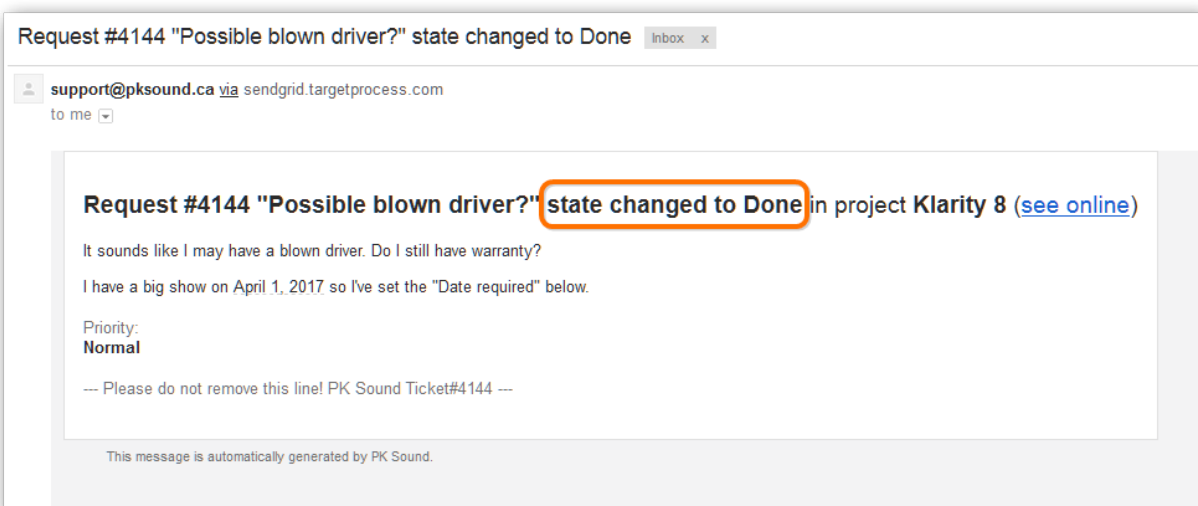 Request #4144 "Possible blown driver?" state changed to Done Inbox x
support@pksound.ca via sendgrid.targetprocess.com
to me
Request #4144 "Possible blown driver?" state changed to Done in project Klarity 8 (see online)
It sounds like I may have a blown driver. Do I still have warranty?
I have a big show on April 1, 2017 so I've set the "Date required" below.
Priority:
Normal
--- Please do not remove this line! PK Sound Ticket#4144 ---
This message is automatically generated by PK Sound.